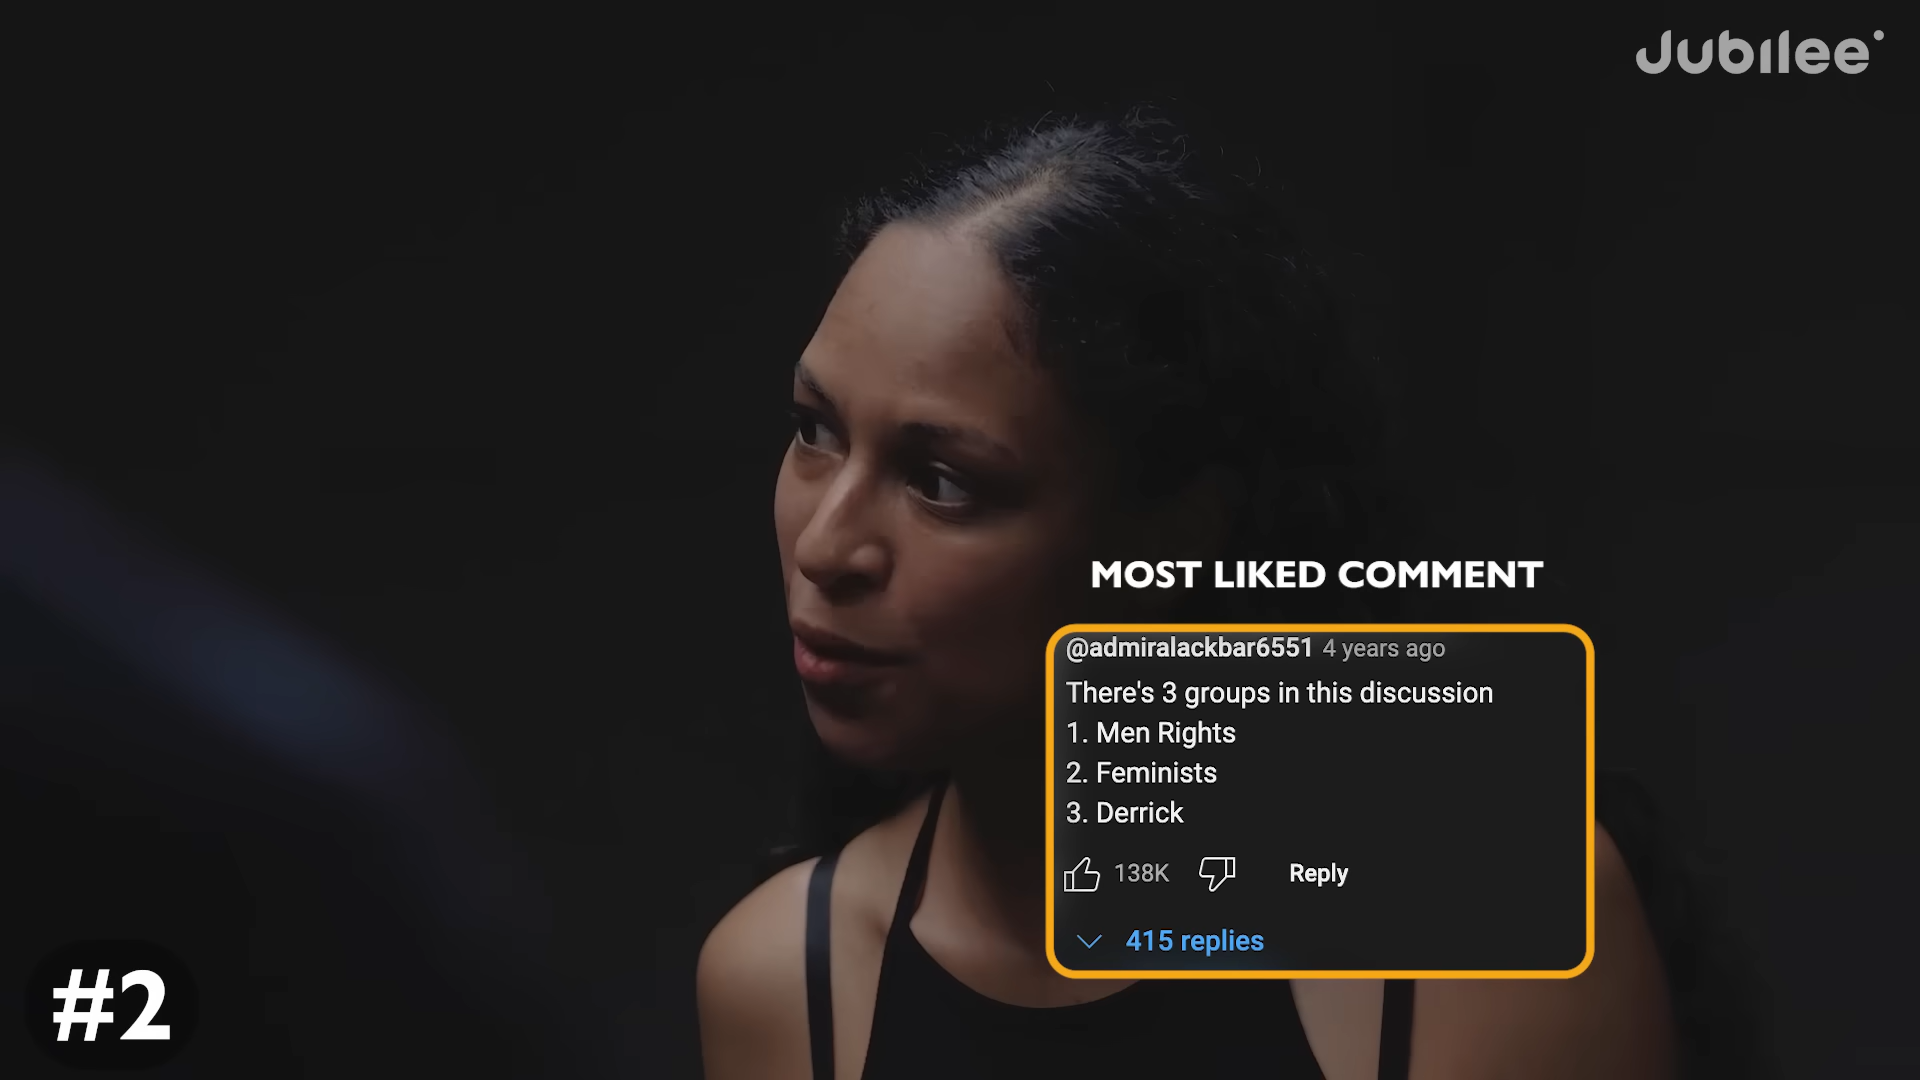 Jubilee
MOST LIKED COMMENT
@admiralackbar6551 4 years ago
There's 3 groups in this discussion
1. Men Rights
2. Feminists
3. Derrick
138K Reply
415 replies
#2